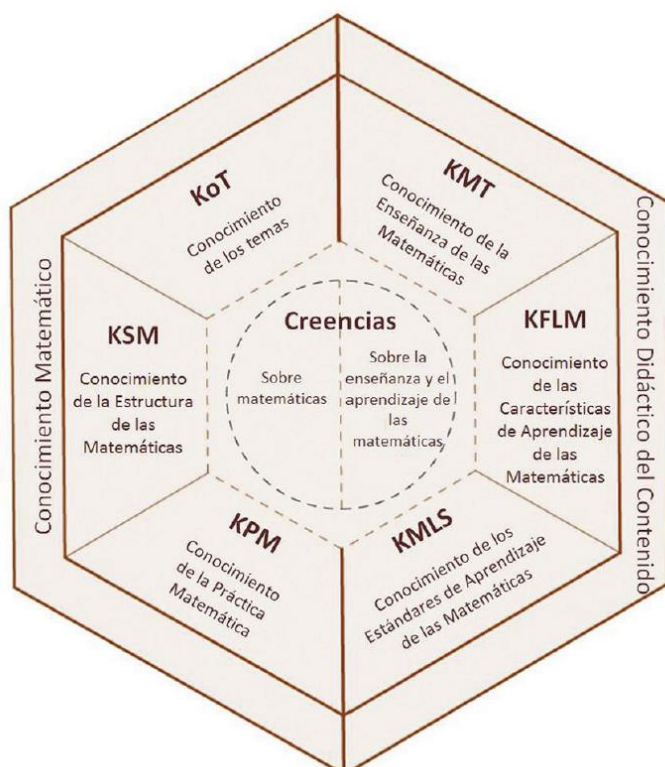 KoT
Conocimiento
de los temas
KMT
Conocimiento de la
Enseñanza de las
Matemáticas
Conocimiento Matemático
Conocimiento Didáctico del Contenido
KSM
Conocimiento
de la Estructura
de las
Matemáticas
Creencias
Sobre
matemáticas
Sobre la
enseñanza y el
aprendizaje de
las
matemáticas
KFLM
Conocimiento
de las
Características
de Aprendizaje
de las
Matemáticas
KPM
Conocimiento
de la Práctica
Matemática
KMLS
Conocimiento de los
Estándares de Aprendizaje
de las Matemáticas